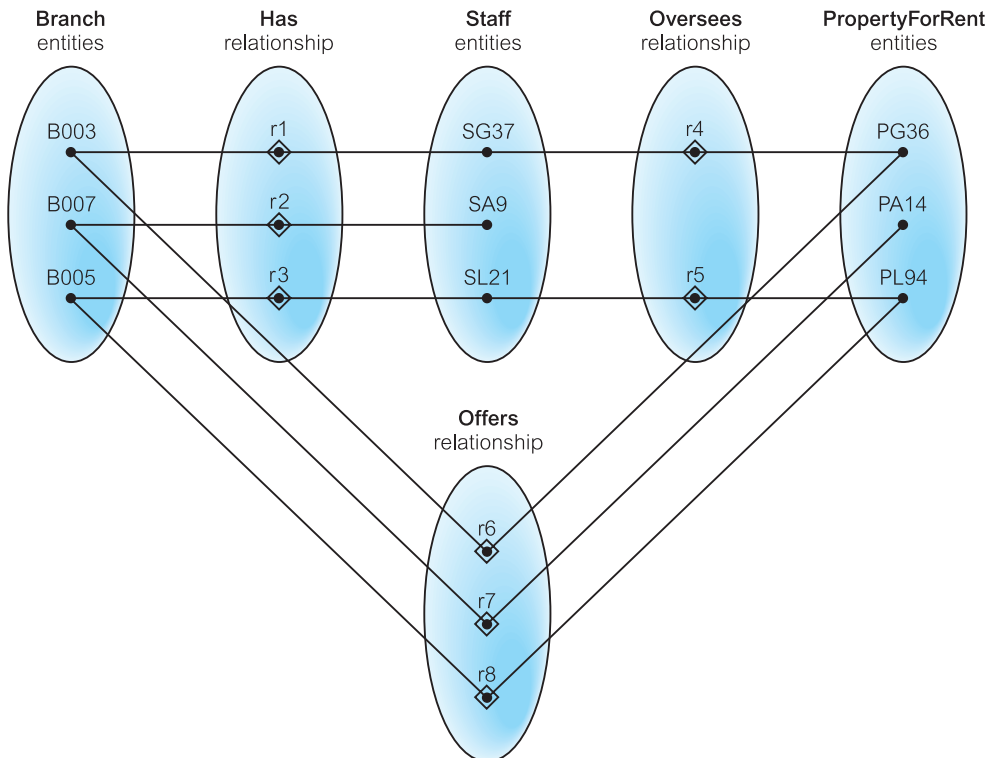 Branch
entities
Has
relationship
Staff
entities
Oversees
relationship
PropertyForRent
entities
B003
r1
SG37
r4
PG36
B007
r2
SA9
PA14
B005
r3
SL21
r5
PL94
Offers
relationship
r6
r7
r8